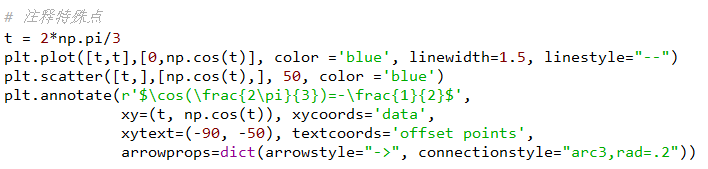 # 注释特殊点
t = 2*np.pi/3
plt.plot([t,t],[0,np.cos(t)], color ='blue', linewidth=1.5, linestyle="--")
plt.scatter([t,],[np.cos(t),], 50, color ='blue')
plt.annotate(r'$\cos(\frac{2\pi}{3})=-\frac{1}{2}$',
xy=(t, np.cos(t)), xycoords='data',
xytext=(-90, -50), textcoords='offset points',
arrowprops=dict(arrowstyle="->", connectionstyle="arc3,rad=.2"))